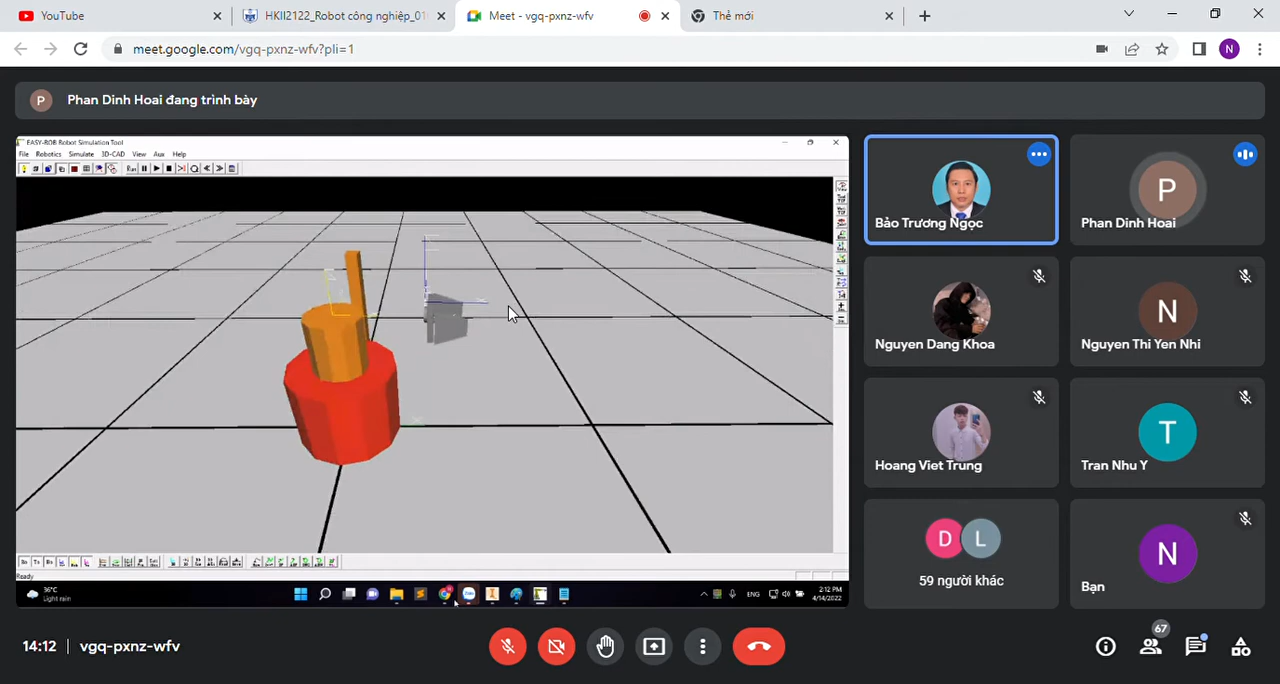 YouTube
HKII2122_Robot công nghiệp_01
Meet - vgq-pxnz-wfv
Thẻ mới
meet.google.com/vgq-pxnz-wfv?pli=1
N
P
Phan Dinh Hoai đang trình bày
EASY-ROB Robot Simulation Tool
File Robotics Simulate 3D-CAD View Aux Help
Run
Ready
36°C
Light rain
ENG
2:12 PM
4/14/2022
Bảo Trương Ngọc
P
Phan Dinh Hoai
Nguyen Dang Khoa
N
Nguyen Thi Yen Nhi
Hoang Viet Trung
T
Tran Nhu Y
D L
59 người khác
N
Bạn
14:12 | vgq-pxnz-wfv
67